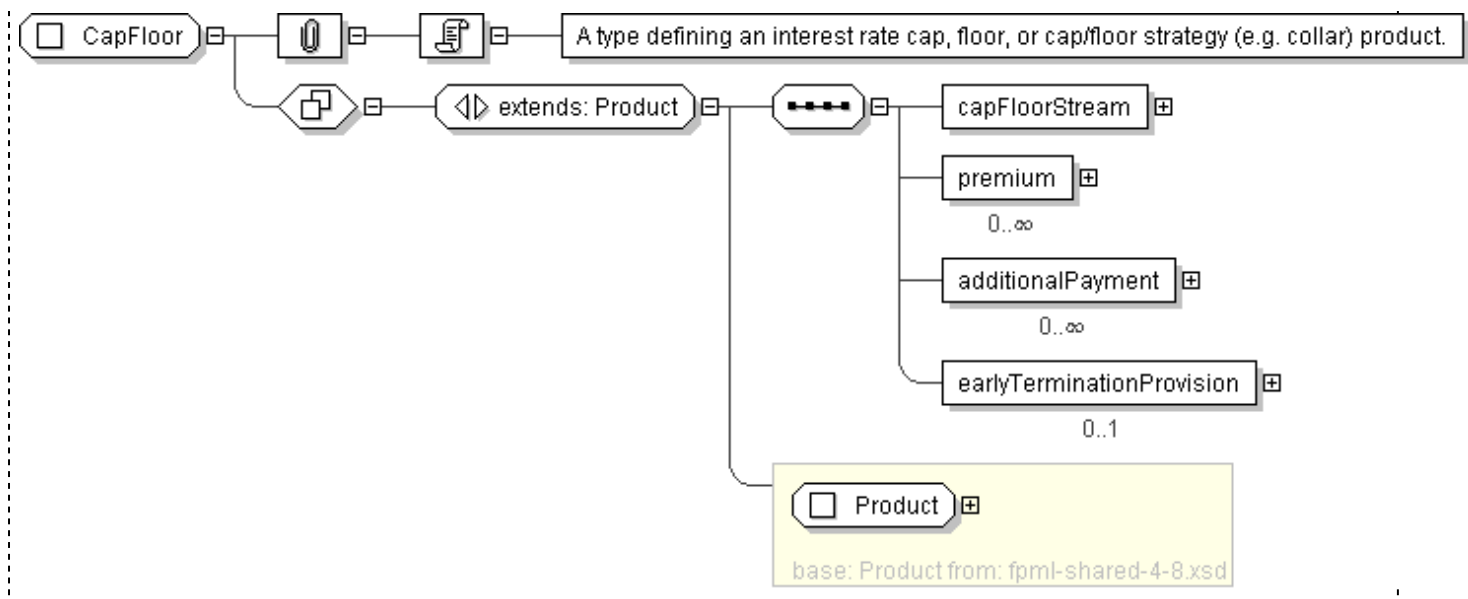 CapFloor
A type defining an interest rate cap, floor, or cap/floor strategy (e.g. collar) product.
extends: Product
capFloorStream
premium
0..∞
additionalPayment
0..∞
earlyTerminationProvision
0..1
Product
base: Product from: fpml-shared-4-8.xsd